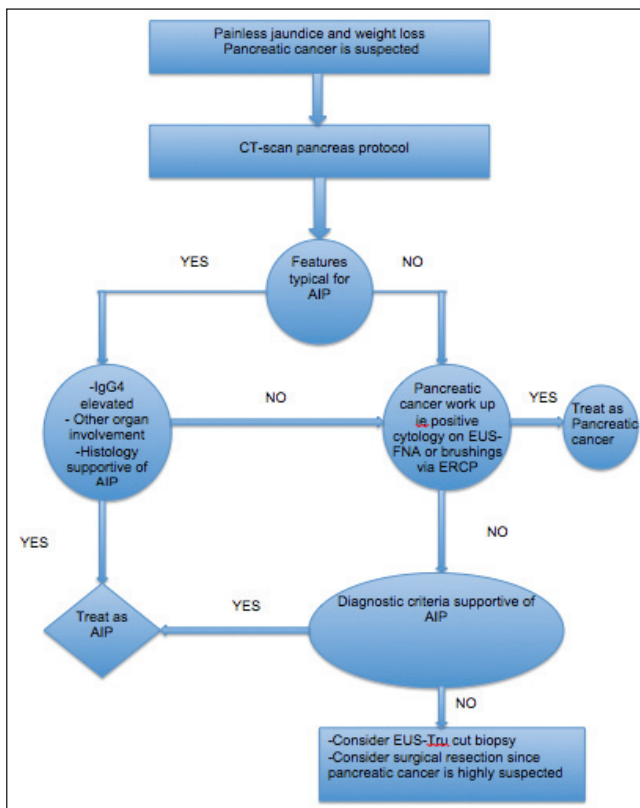 Painless jaundice and weight loss
Pancreatic cancer is suspected
CT-scan pancreas protocol
YES
NO
Features
typical for
AIP
-IgG4
elevated
- Other organ
involvement
-Histology
supportive of
AIP
NO
Pancreatic
cancer work up
ie positive
cytology on EUS-
FNA or brushings
via ERCP
YES
Treat as
Pancreatic
cancer
YES
NO
Treat as
AIP
YES
Diagnostic criteria supportive of
AIP
NO
-Consider EUS-Tru cut biopsy
-Consider surgical resection since
pancreatic cancer is highly suspected